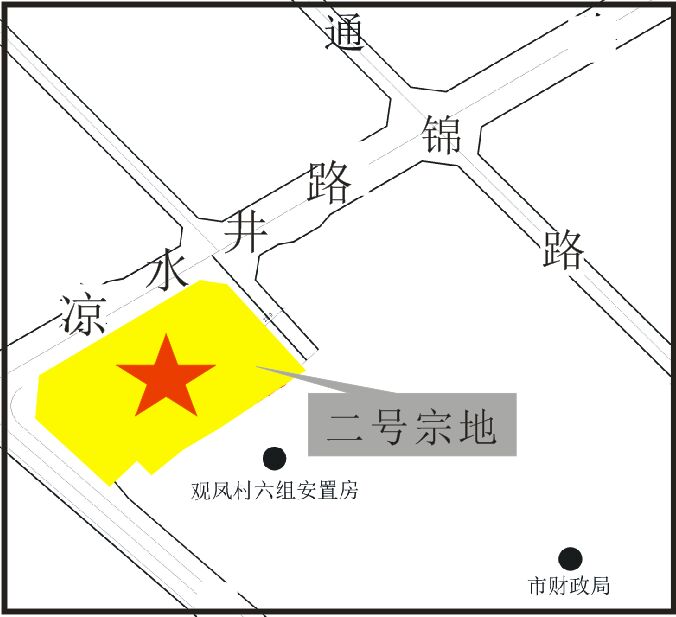 通锦路
凉水井路
二号宗地
观凤村六组安置房
市财政局